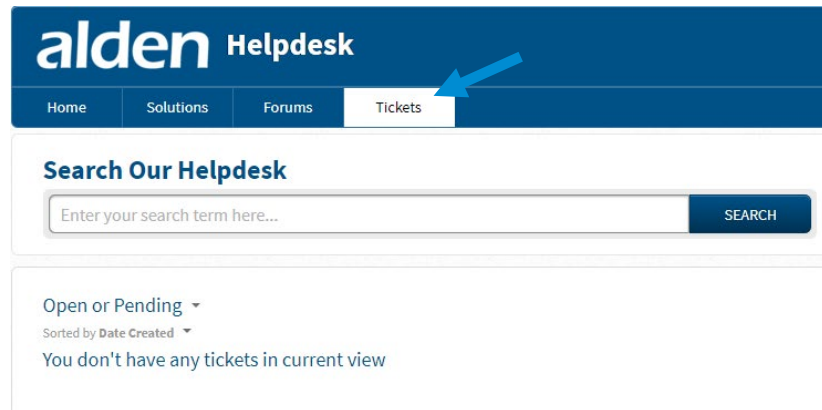 alden Helpdesk
Home Solutions Forums Tickets
Search Our Helpdesk
Enter your search term here... SEARCH
Open or Pending
Sorted by Date Created
You don't have any tickets in current view